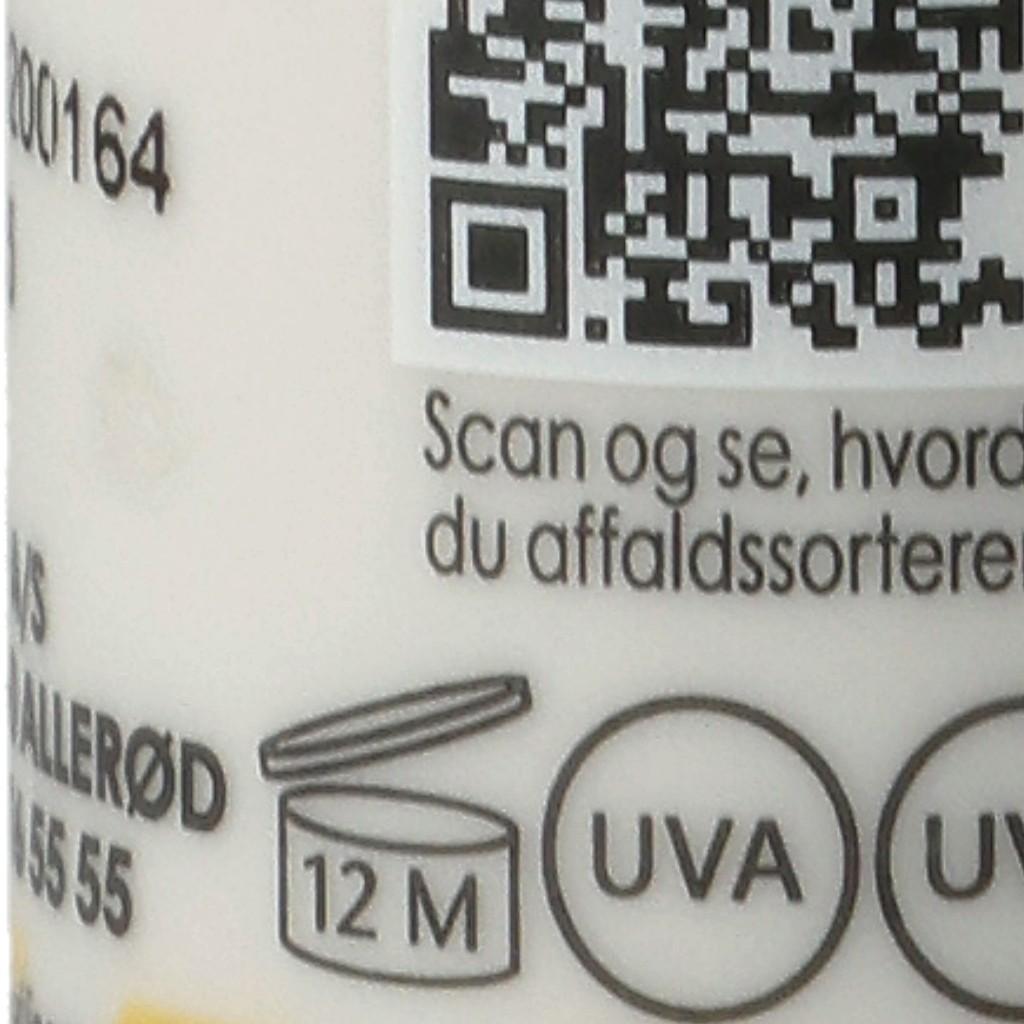 00164
Scan og se, hvord
du affaldssorterer
A/S
ALLERØD
55 55
12 M
UVA
UV